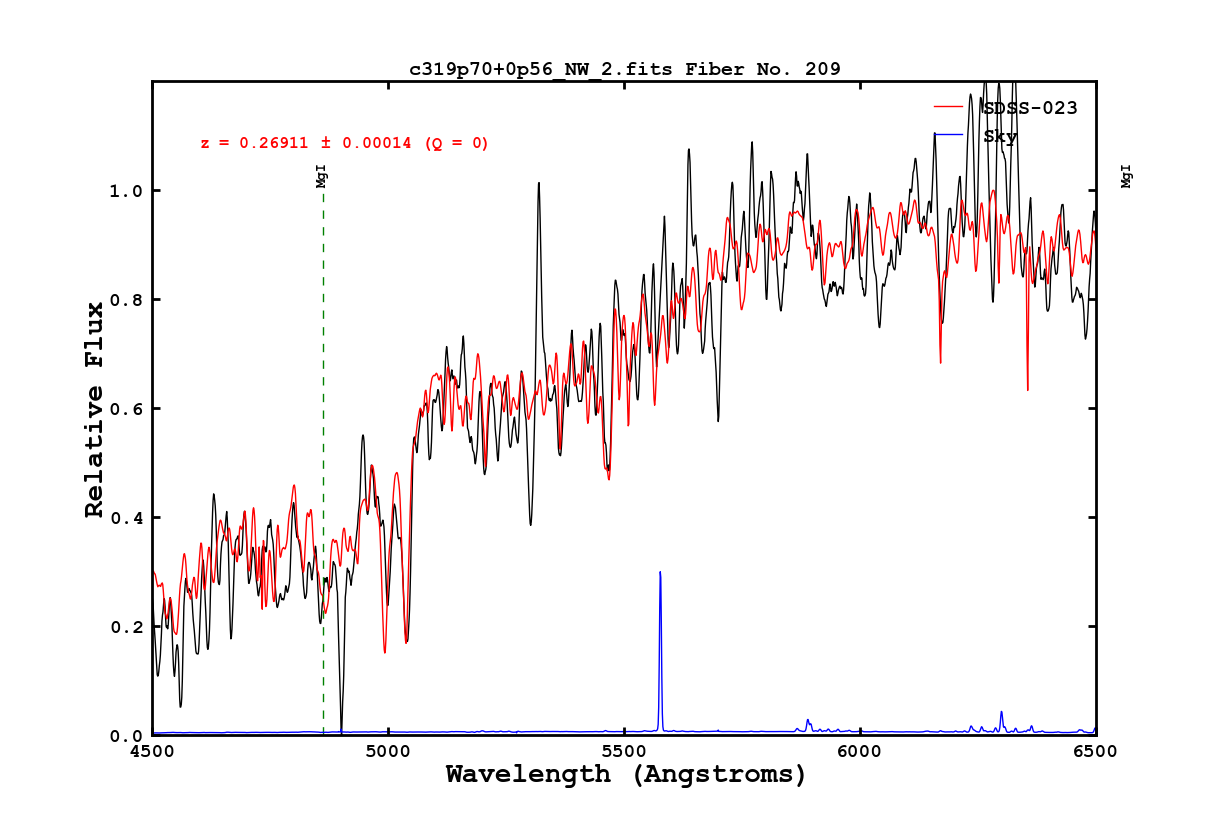 c319p70+0p56_NW_2.fits Fiber No. 209
SDSS-023
z = 0.26911 ± 0.00014 (Q = 0)
Sky
MgI
MgI
1.0
0.8
0.6
0.4
0.2
0.0
Relative Flux
4500 5000 5500 6000 6500
Wavelength (Angstroms)